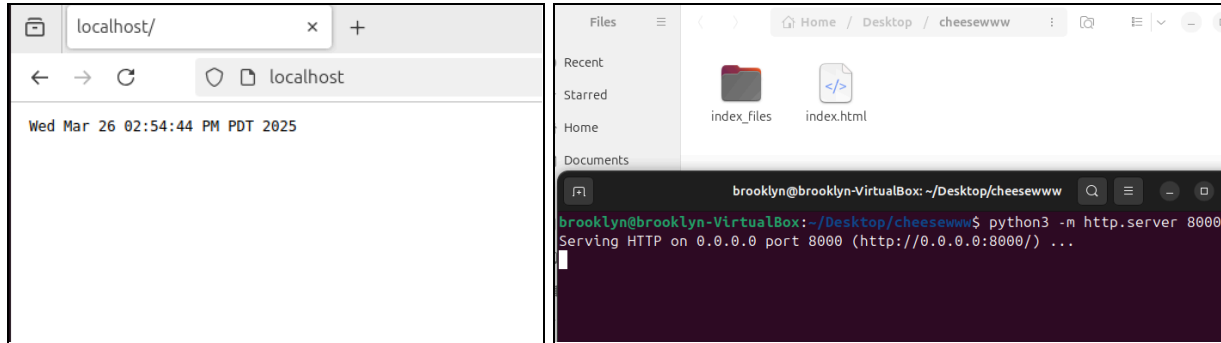 localhost/
localhost
Wed Mar 26 02:54:44 PM PDT 2025
Files
Home / Desktop / cheesewww
Recent
Starred
Home
Documents
index_files
index.html
brooklyn@brooklyn-VirtualBox: ~/Desktop/cheesewww
brooklyn@brooklyn-VirtualBox:~/Desktop/cheesewww$ python3 -m http.server 8000
Serving HTTP on 0.0.0.0 port 8000 (http://0.0.0.0:8000/) ...